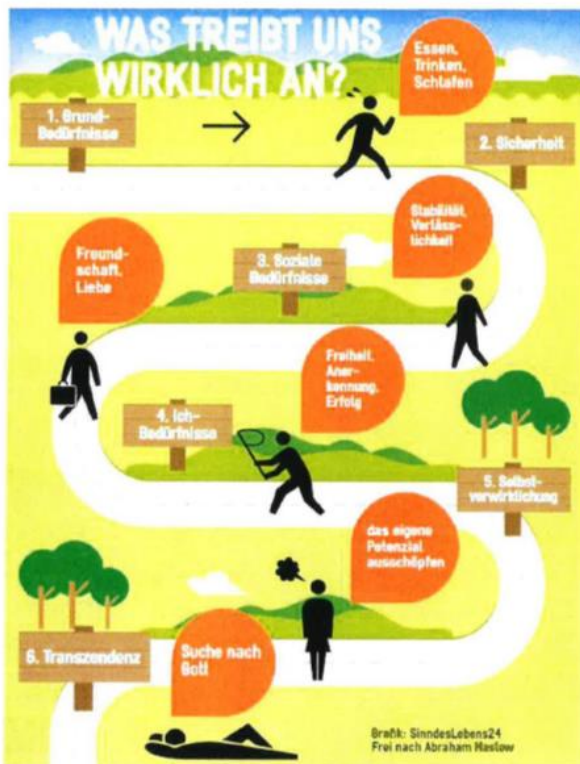 WAS TREIBT UNS
WIRKLICH AN?
Essen,
Trinken,
Schlafen
1. Grund-
Bedürfnisse
2. Sicherheit
Stabilität,
Verläss-
lichkeit
Freund-
schaft,
Liebe
3. Soziale
Bedürfnisse
Freiheit,
Aner-
kennung,
Erfolg
4. Ich-
Bedürfnisse
5. Selbst-
verwirklichung
das eigene
Potenzial
ausschöpfen
6. Transzendenz
Suche nach
Gott
Grafik: SinndesLebens24
Frei nach Abraham Maslow